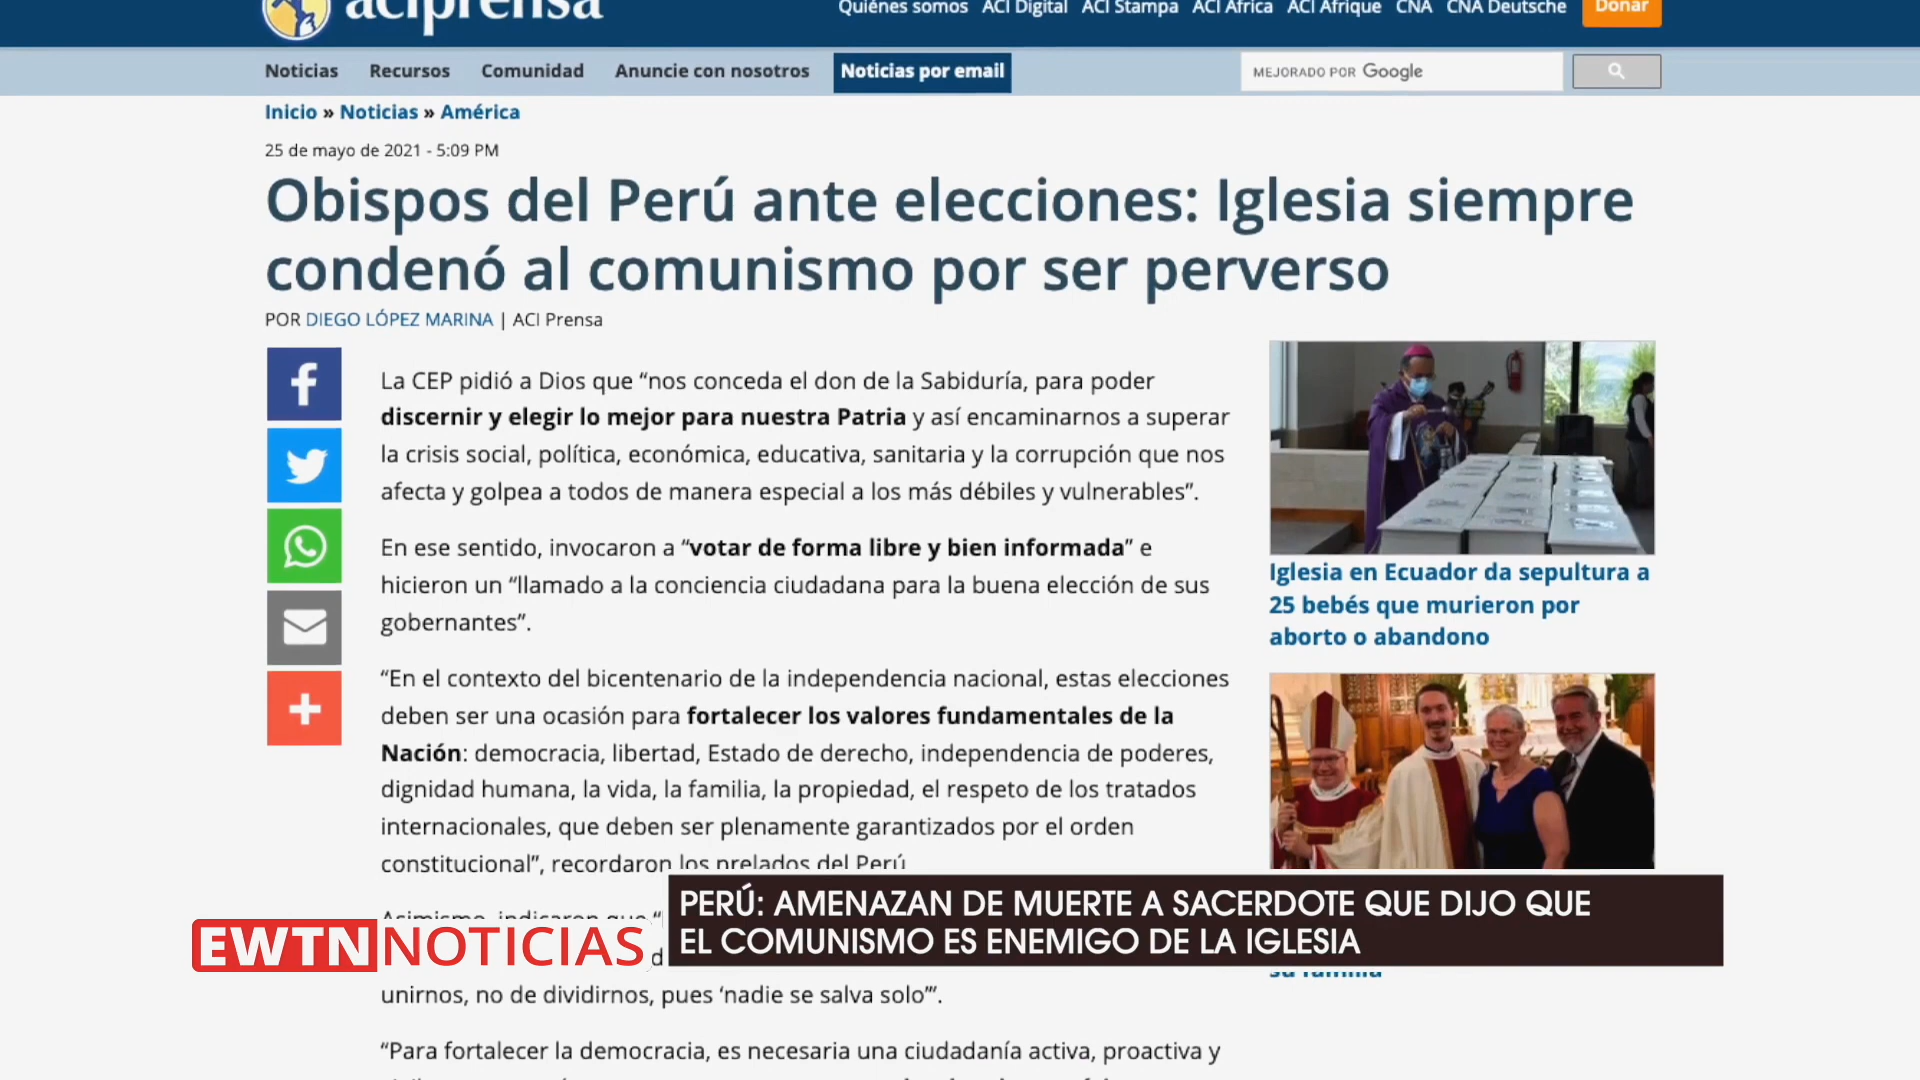 aciprensa
Quiénes somos ACI Digital ACI Stampa ACI Africa ACI Afrique CNA CNA Deutsche Donar
Noticias Recursos Comunidad Anuncie con nosotros Noticias por email MEJORADO POR Google
Inicio » Noticias » América
25 de mayo de 2021 - 5:09 PM
Obispos del Perú ante elecciones: Iglesia siempre
condenó al comunismo por ser perverso
POR DIEGO LÓPEZ MARINA | ACI Prensa
La CEP pidió a Dios que “nos conceda el don de la Sabiduría, para poder
discernir y elegir lo mejor para nuestra Patria y así encaminarnos a superar
la crisis social, política, económica, educativa, sanitaria y la corrupción que nos
afecta y golpea a todos de manera especial a los más débiles y vulnerables”.
En ese sentido, invocaron a “votar de forma libre y bien informada” e
hicieron un “llamado a la conciencia ciudadana para la buena elección de sus
gobernantes”.
“En el contexto del bicentenario de la independencia nacional, estas elecciones
deben ser una ocasión para fortalecer los valores fundamentales de la
Nación: democracia, libertad, Estado de derecho, independencia de poderes,
dignidad humana, la vida, la familia, la propiedad, el respeto de los tratados
internacionales, que deben ser plenamente garantizados por el orden
constitucional”, recordaron los prelados del Perú.
Asimismo, indicaron que “
unirnos, no de dividirnos, pues ‘nadie se salva solo’”.
“Para fortalecer la democracia, es necesaria una ciudadanía activa, proactiva y
Iglesia en Ecuador da sepultura a
25 bebés que murieron por
aborto o abandono
su familia
EWTN NOTICIAS
PERÚ: AMENAZAN DE MUERTE A SACERDOTE QUE DIJO QUE
EL COMUNISMO ES ENEMIGO DE LA IGLESIA